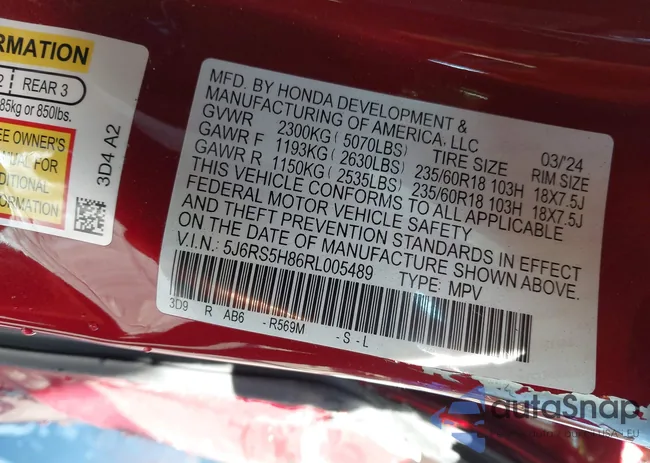 RMATION
2 REAR 3
85kg or 850lbs.
EE OWNER'S
NUAL FOR
DITIONAL
ORMATION
3D4 A2
MFD. BY HONDA DEVELOPMENT &
MANUFACTURING OF AMERICA, LLC
GVWR 2300KG (5070LBS) 03/'24
GAWR F 1193KG (2630LBS) TIRE SIZE RIM SIZE
GAWR R 1150KG (2535LBS) 235/60R18 103H 18X7.5J
235/60R18 103H 18X7.5J
THIS VEHICLE CONFORMS TO ALL APPLICABLE
FEDERAL MOTOR VEHICLE SAFETY
AND THEFT PREVENTION STANDARDS IN EFFECT
ON THE DATE OF MANUFACTURE SHOWN ABOVE.
V.I.N.: 5J6RS5H86RL005489 TYPE: MPV
3D9 R AB6 - R569M - S - L
autoSnap